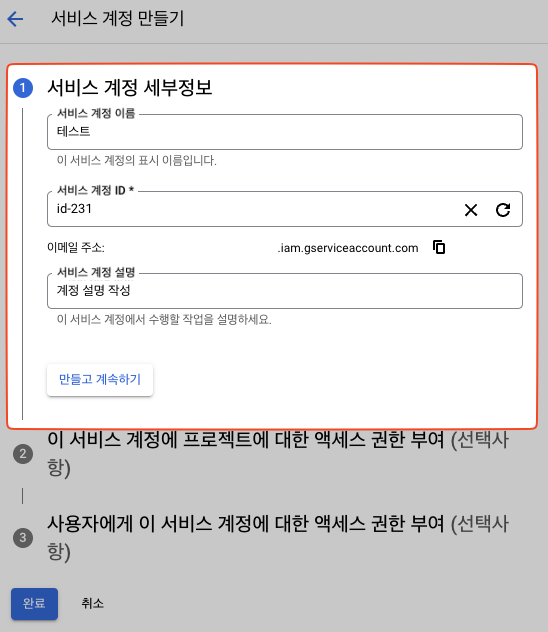 서비스 계정 만들기
1
서비스 계정 세부정보
서비스 계정 이름
테스트
이 서비스 계정의 표시 이름입니다.
서비스 계정 ID *
id-231
이메일 주소: .iam.gserviceaccount.com
서비스 계정 설명
계정 설명 작성
이 서비스 계정에서 수행할 작업을 설명하세요.
만들고 계속하기
2
이 서비스 계정에 프로젝트에 대한 액세스 권한 부여 (선택사
항)
3
사용자에게 이 서비스 계정에 대한 액세스 권한 부여 (선택사
항)
완료 취소